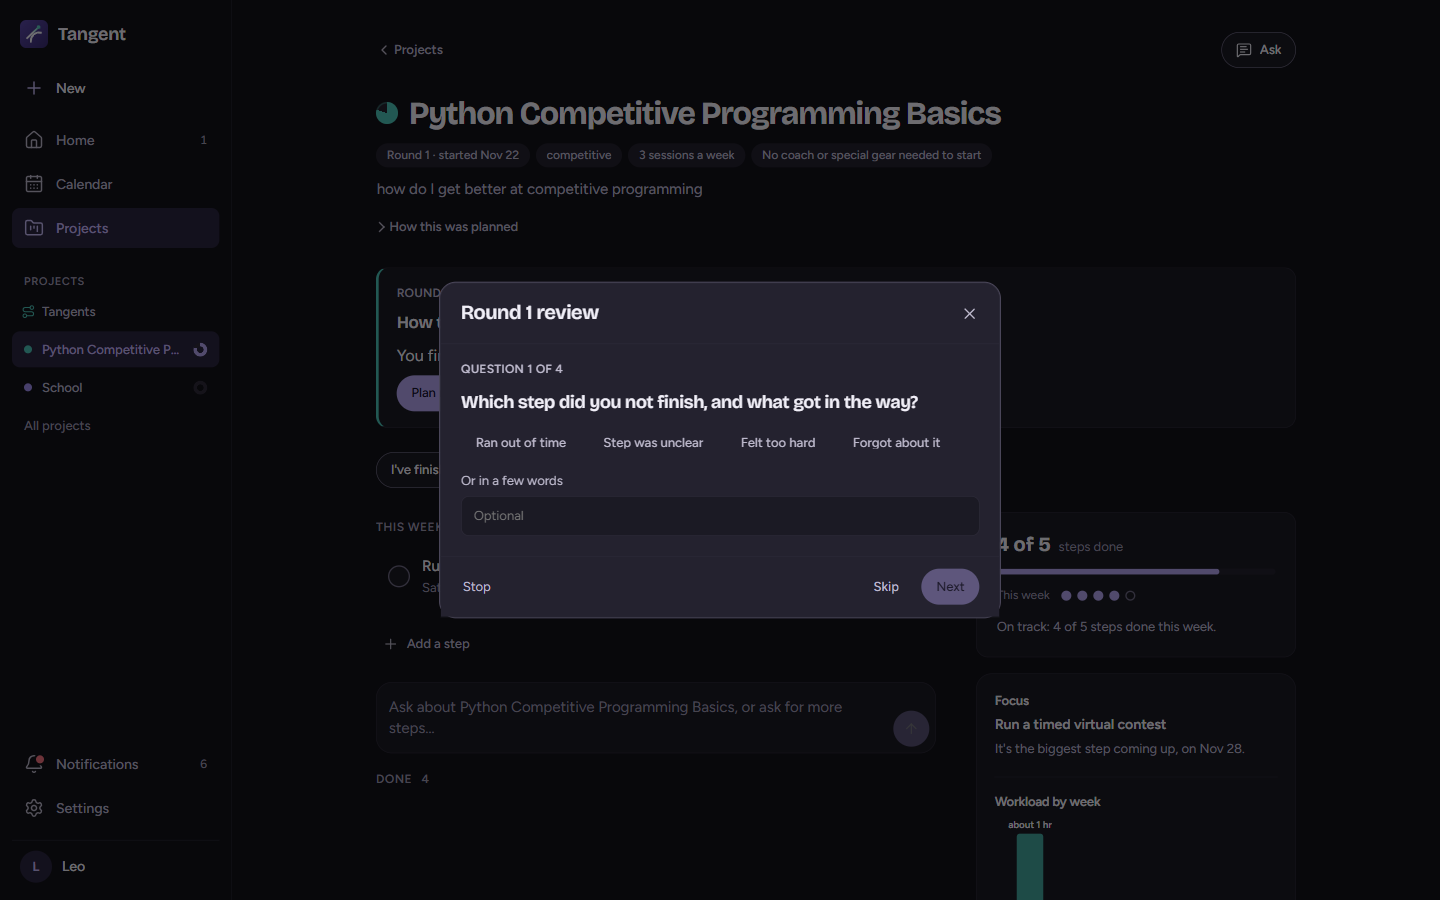 Tangent
New
Home 1
Calendar
Projects
PROJECTS
Tangents
Python Competitive P...
School
All projects
Notifications 6
Settings
L Leo
Projects
Ask
Python Competitive Programming Basics
Round 1 · started Nov 22
competitive
3 sessions a week
No coach or special gear needed to start
how do I get better at competitive programming
How this was planned
ROUND
How t
You fi
Plan
I've finis
THIS WEEK
Ru
Sat
Add a step
Ask about Python Competitive Programming Basics, or ask for more
steps...
DONE 4
Round 1 review
QUESTION 1 OF 4
Which step did you not finish, and what got in the way?
Ran out of time
Step was unclear
Felt too hard
Forgot about it
Or in a few words
Optional
Stop
Skip
Next
4 of 5 steps done
This week
On track: 4 of 5 steps done this week.
Focus
Run a timed virtual contest
It's the biggest step coming up, on Nov 28.
Workload by week
about 1 hr